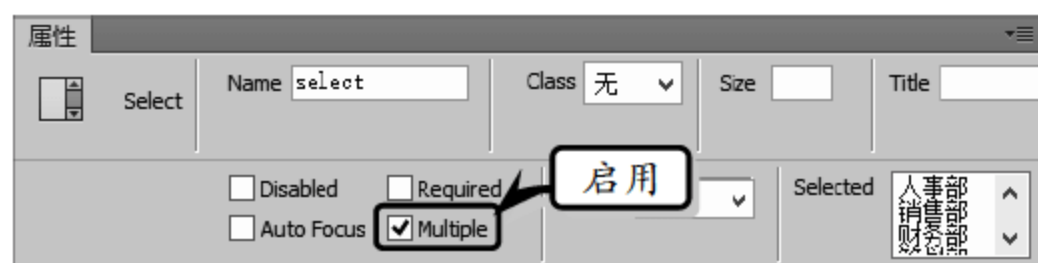 属性
Select
Name select
Class 无
Size
Title
Disabled
Required
启用
Selected
人事部
销售部
财务部
Auto Focus
Multiple